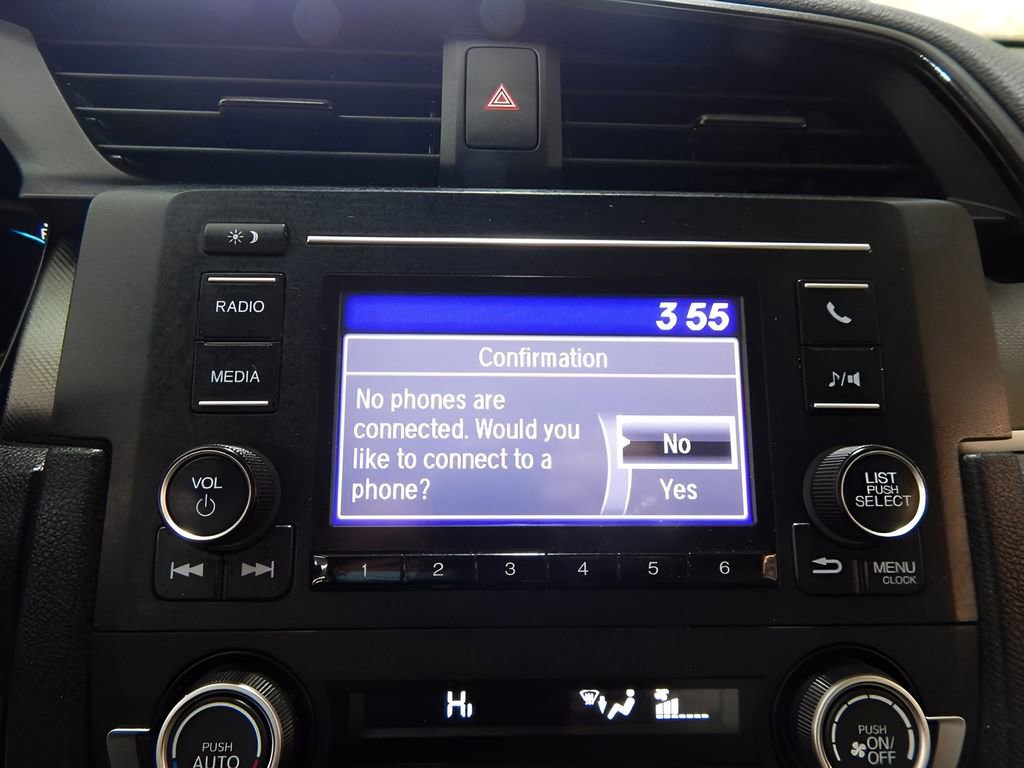 RADIO
MEDIA
VOL
3 55
Confirmation
No phones are
connected. Would you
like to connect to a
phone?
No
Yes
LIST
PUSH
SELECT
1 2 3 4 5 6
MENU
CLOCK
PUSH
AUTO
Hi
PUSH
ON/
OFF